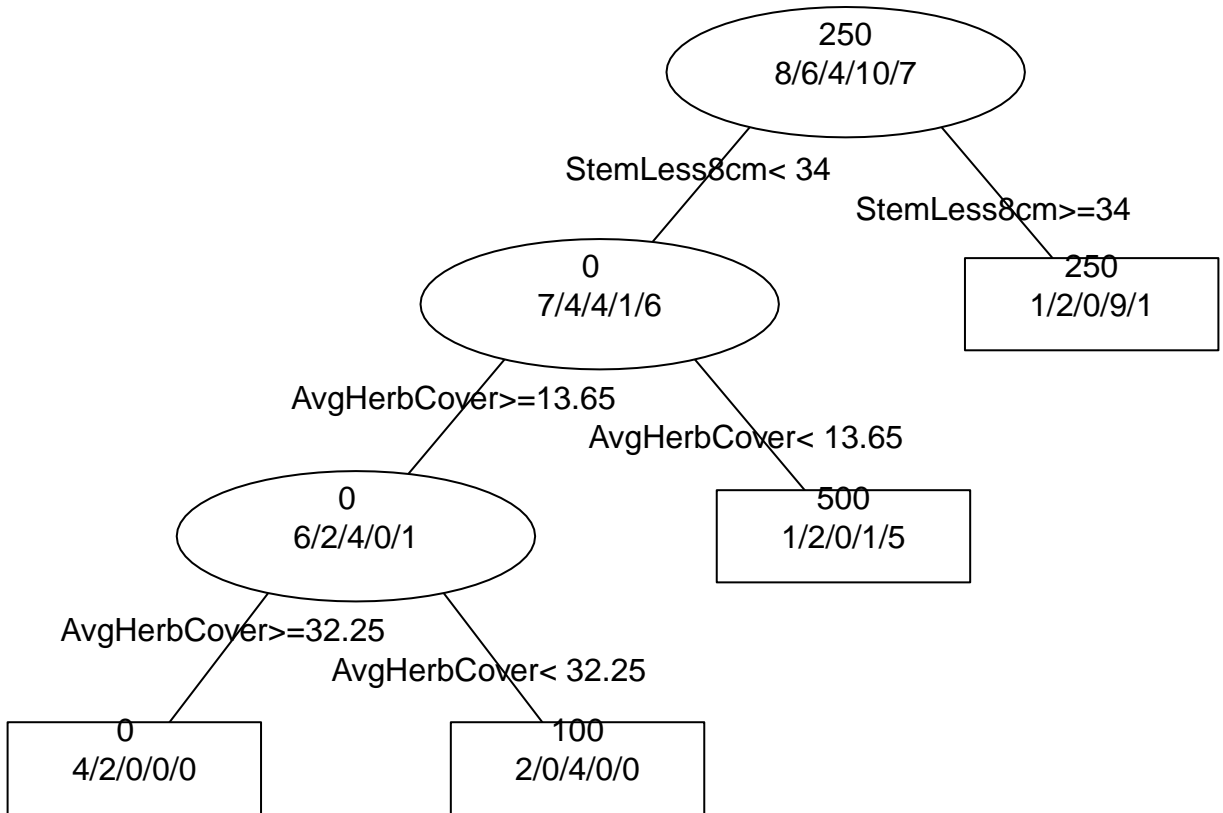 250
8/6/4/10/7
StemLess8cm< 34
StemLess8cm>=34
0
7/4/4/1/6
250
1/2/0/9/1
AvgHerbCover>=13.65
AvgHerbCover< 13.65
0
6/2/4/0/1
500
1/2/0/1/5
AvgHerbCover>=32.25
AvgHerbCover< 32.25
0
4/2/0/0/0
100
2/0/4/0/0